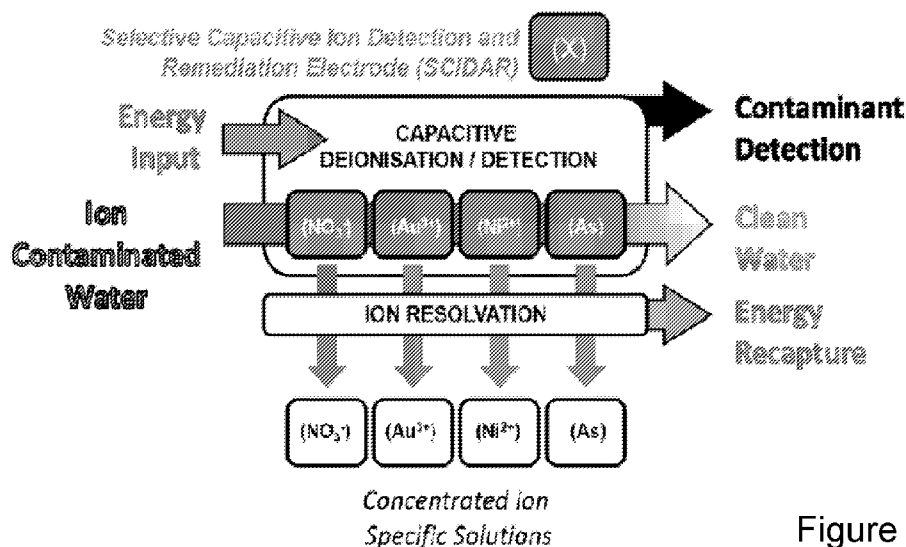 Selective Capacitive Ion Detection and
Remediation Electrode (SCIDAR)
(X)
Energy
Input
CAPACITIVE
DEIONISATION / DETECTION
Contaminant
Detection
Ion
Contaminated
Water
(NO₃⁻) (Au³⁺) (Ni²⁺) (As)
Clean
Water
ION RESOLVATION
Energy
Recapture
(NO₃⁻) (Au³⁺) (Ni²⁺) (As)
Concentrated Ion
Specific Solutions
Figure